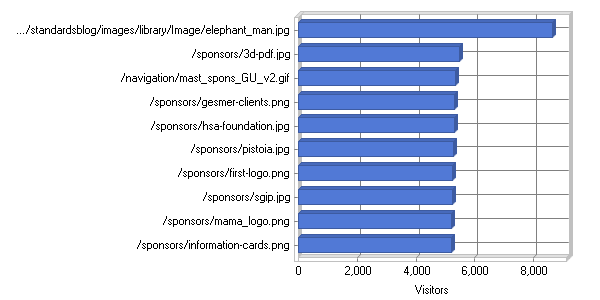 .../standardsblog/images/library/Image/elephant_man.jpg
/sponsors/3d-pdf.jpg
/navigation/mast_spons_GU_v2.gif
/sponsors/gesmer-clients.png
/sponsors/hsa-foundation.jpg
/sponsors/pistoia.jpg
/sponsors/first-logo.png
/sponsors/sgip.jpg
/sponsors/mama_logo.png
/sponsors/information-cards.png
0 2,000 4,000 6,000 8,000
Visitors